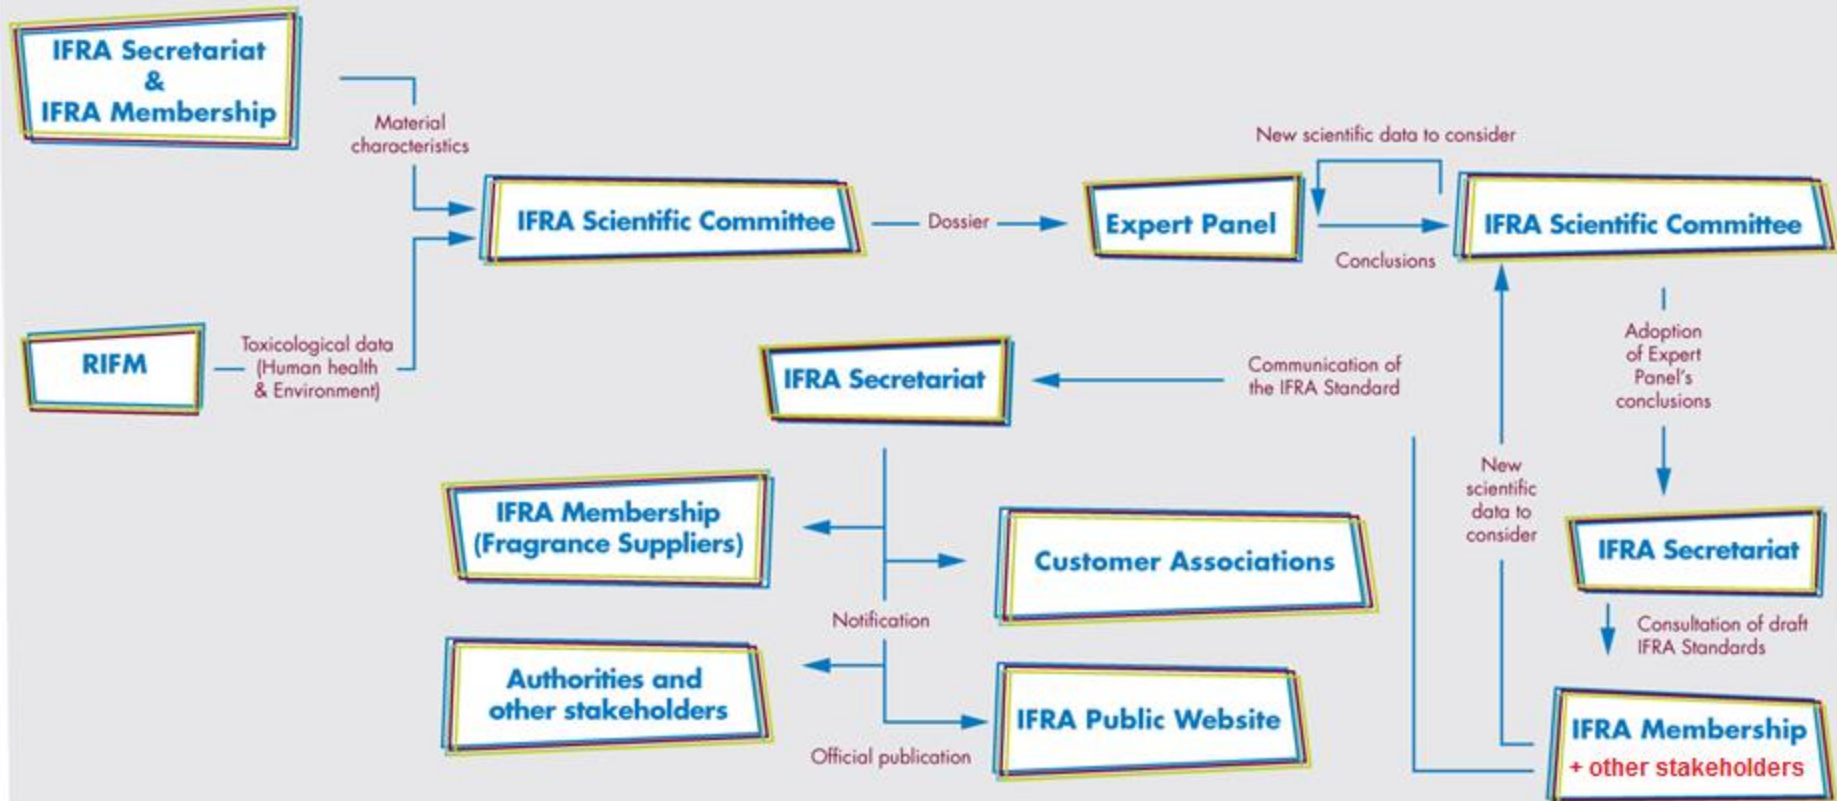 IFRA Secretariat
&
IFRA Membership
Material
characteristics
RIFM
Toxicological data
(Human health
& Environment)
IFRA Scientific Committee
Dossier
Expert Panel
New scientific data to consider
Conclusions
IFRA Scientific Committee
Adoption
of Expert
Panel's
conclusions
IFRA Secretariat
Consultation of draft
IFRA Standards
IFRA Membership
+ other stakeholders
New
scientific
data to
consider
Communication of
the IFRA Standard
IFRA Secretariat
IFRA Membership
(Fragrance Suppliers)
Customer Associations
Notification
Authorities and
other stakeholders
IFRA Public Website
Official publication